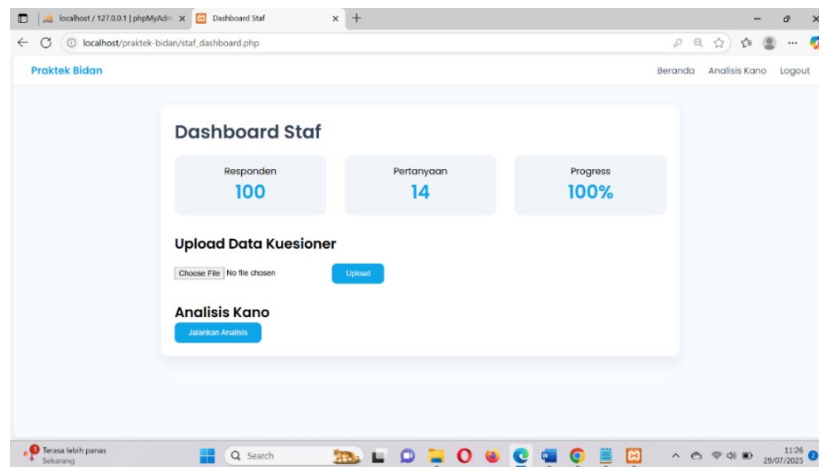 localhost / 127.0.0.1 | phpMyAdm
Dashboard Staf
localhost/praktek-bidan/staf_dashboard.php
Praktek Bidan
Beranda Analisis Kano Logout
Dashboard Staf
Responden Pertanyaan Progress
100 14 100%
Upload Data Kuesioner
Choose File No file chosen Upload
Analisis Kano
Jalankan Analisis
Terasa lebih panas
Sekarang
Search
11:26
29/07/2025